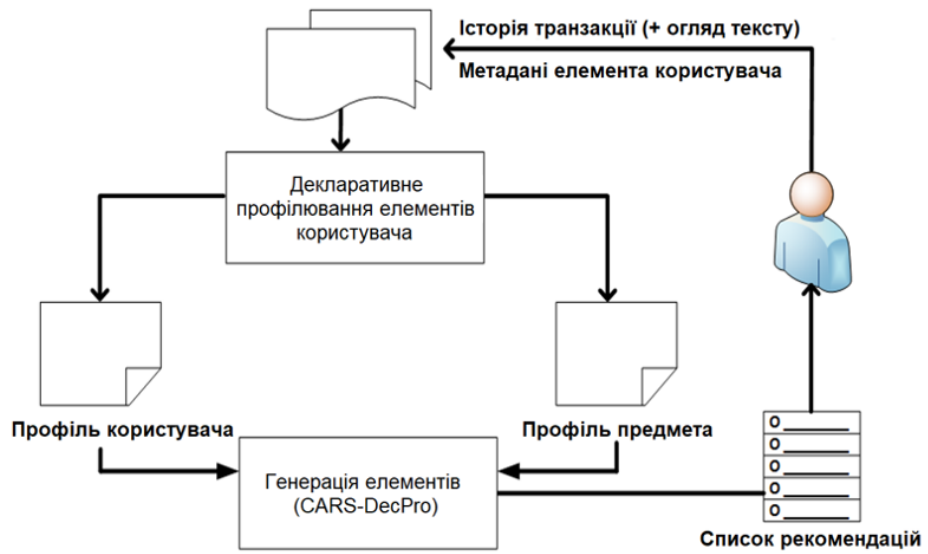 Історія транзакції (+ огляд тексту)
Метадані елемента користувача
Декларативне
профілювання елементів
користувача
Профіль користувача
Профіль предмета
Генерація елементів
(CARS-DecPro)
О
О
О
О
О
Список рекомендацій